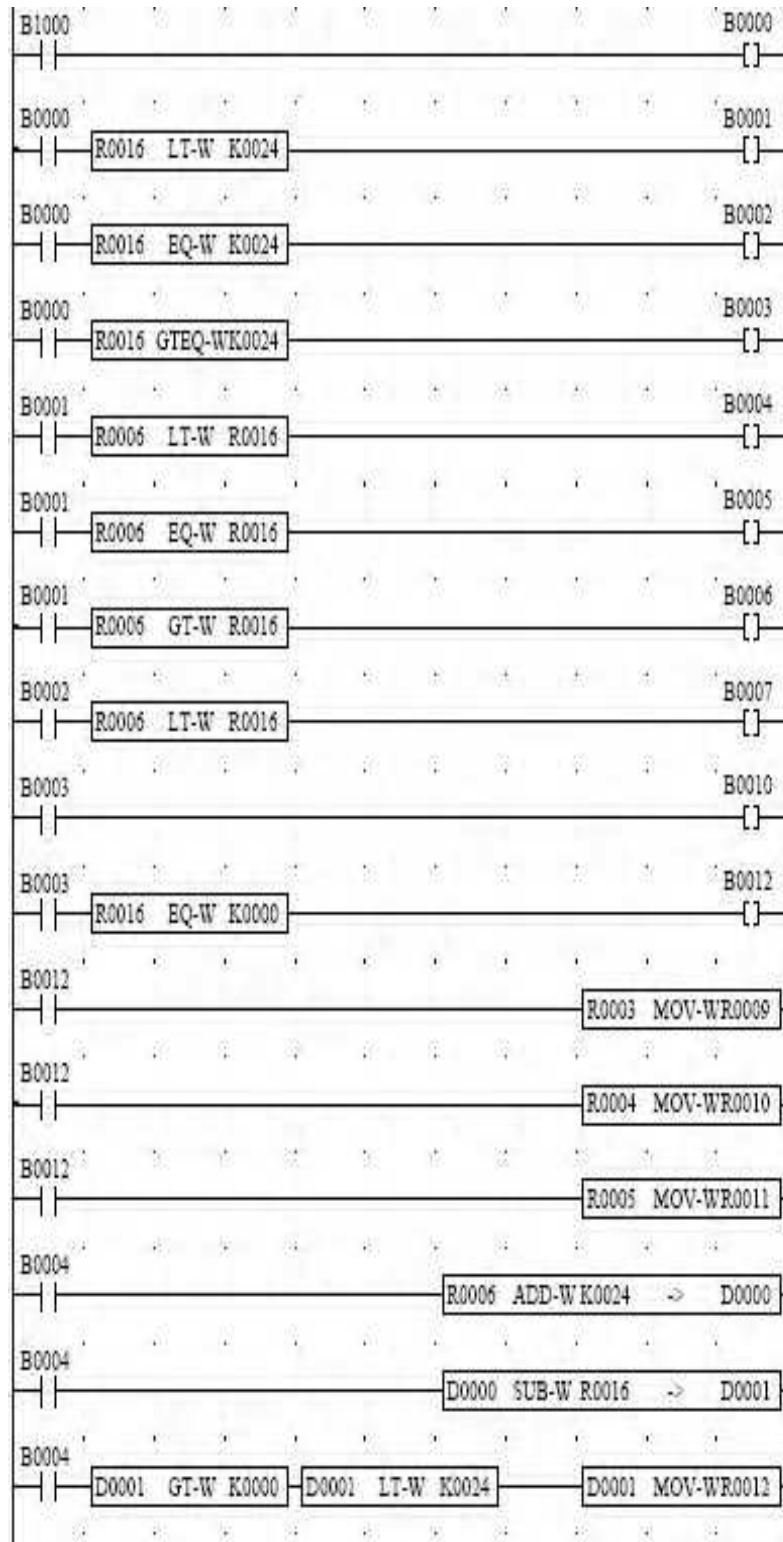 B1000 B0000
B0000 B0001
R0016 LT-W K0024
B0000 B0002
R0016 EQ-W K0024
B0000 B0003
R0016 GTEQ-WK0024
B0001 B0004
R0006 LT-W R0016
B0001 B0005
R0006 EQ-W R0016
B0001 B0006
R0006 GT-W R0016
B0002 B0007
R0006 LT-W R0016
B0003 B0010
B0003 B0012
R0016 EQ-W K0000
B0012
R0003 MOV-WR0009
B0012
R0004 MOV-WR0010
B0012
R0005 MOV-WR0011
B0004
R0006 ADD-W K0024 -> D0000
B0004
D0000 SUB-W R0016 -> D0001
B0004
D0001 GT-W K0000 D0001 LT-W K0024 D0001 MOV-WR0012